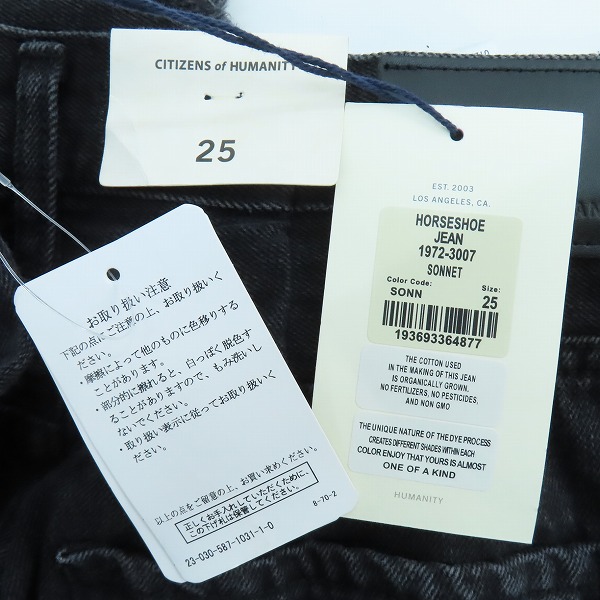 CITIZENS of HUMANITY
25
EST. 2003
LOS ANGELES, CA.
HORSESHOE
JEAN
1972-3007
SONNET
Color Code: Size:
SONN 25
193693364877
THE COTTON USED
IN THE MAKING OF THIS JEAN
IS ORGANICALLY GROWN.
NO FERTILIZERS, NO PESTICIDES,
AND NON GMO
THE UNIQUE NATURE OF THE DYE PROCESS
CREATES DIFFERENT SHADES WITHIN EACH
COLOR ENJOY THAT YOURS IS ALMOST
ONE OF A KIND
HUMANITY
お取り扱い注意
下記の点にご注意の上、お取り扱いく
ださい。
・摩擦によって他のものに色移りする
ことがあります。
・部分的に擦れると、白っぽく脱色す
ることがありますので、もみ洗いし
ないでください。
・取り扱い表示に従ってお取り扱いく
ださい。
以上の点をご留意の上、お買い求めください。
正しくお手入れしていただくために、
この下げ札は保管してください。
8-70-2
23-030-587-1031-1-0